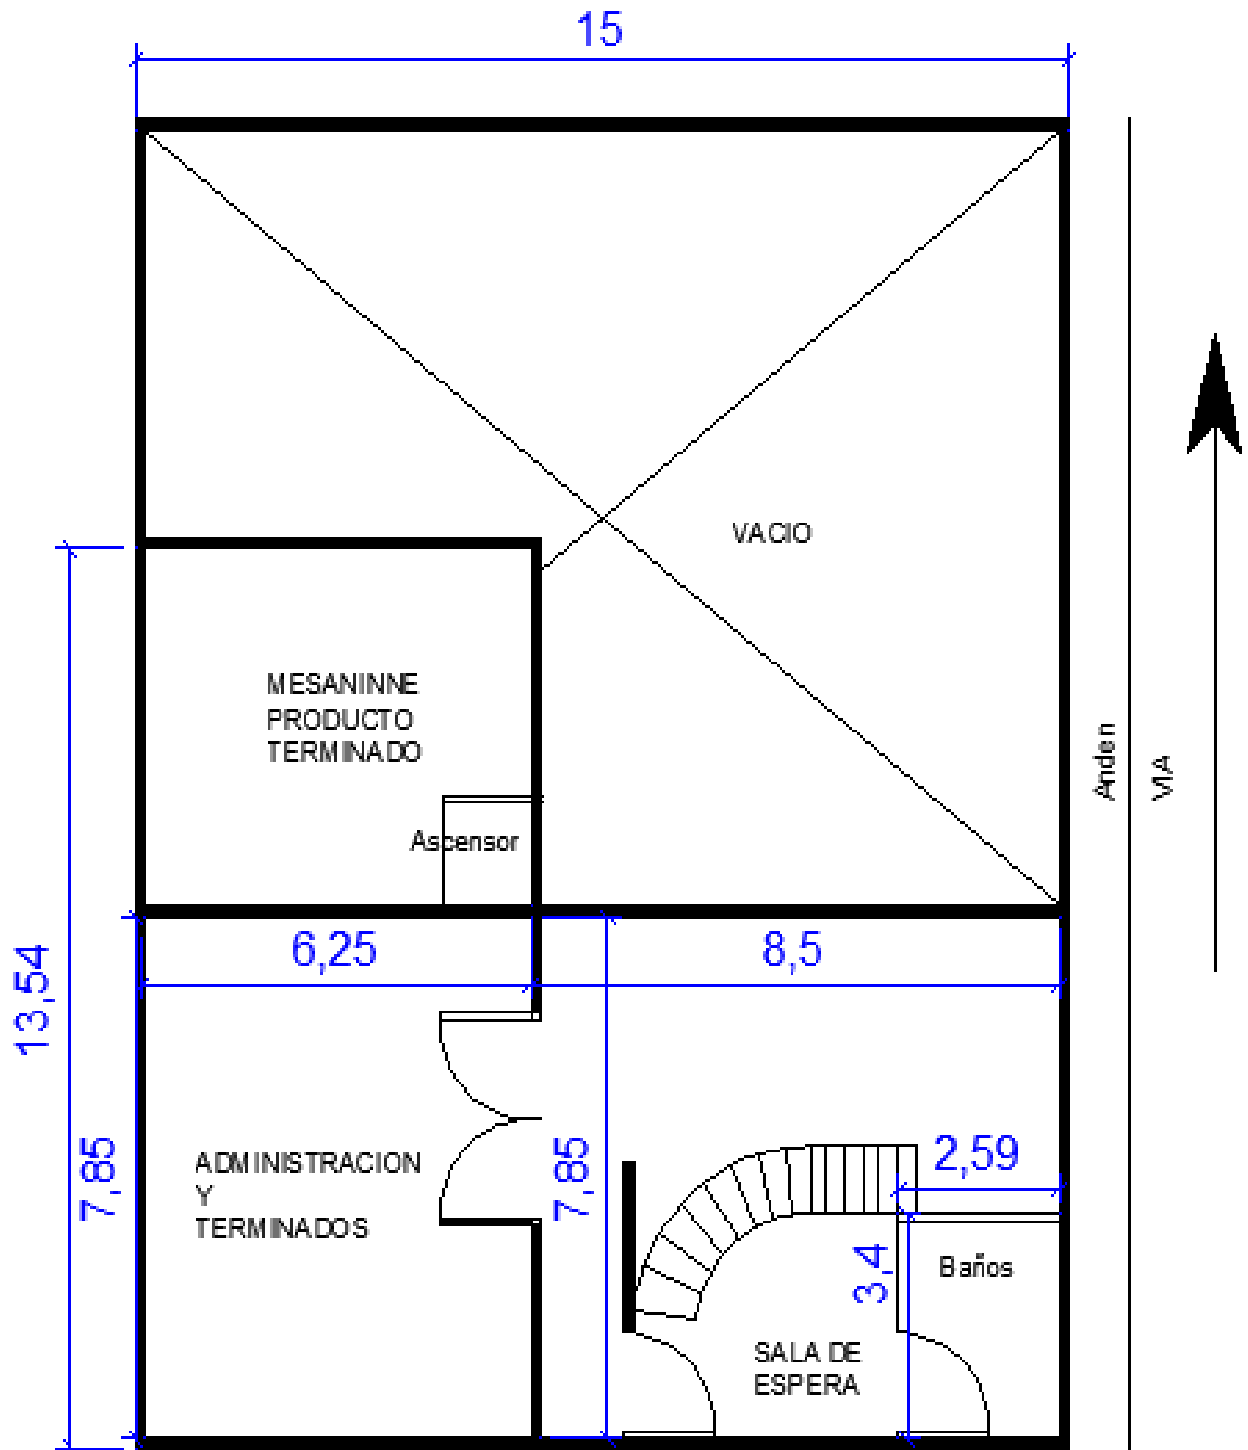 15
VACIO
MESANINNE
PRODUCTO
TERMINADO
Ascensor
Anden
VIA
6,25
8,5
13,54
7,85
7,85
ADMINISTRACION
Y
TERMINADOS
2,59
3,4
Baños
SALA DE
ESPERA